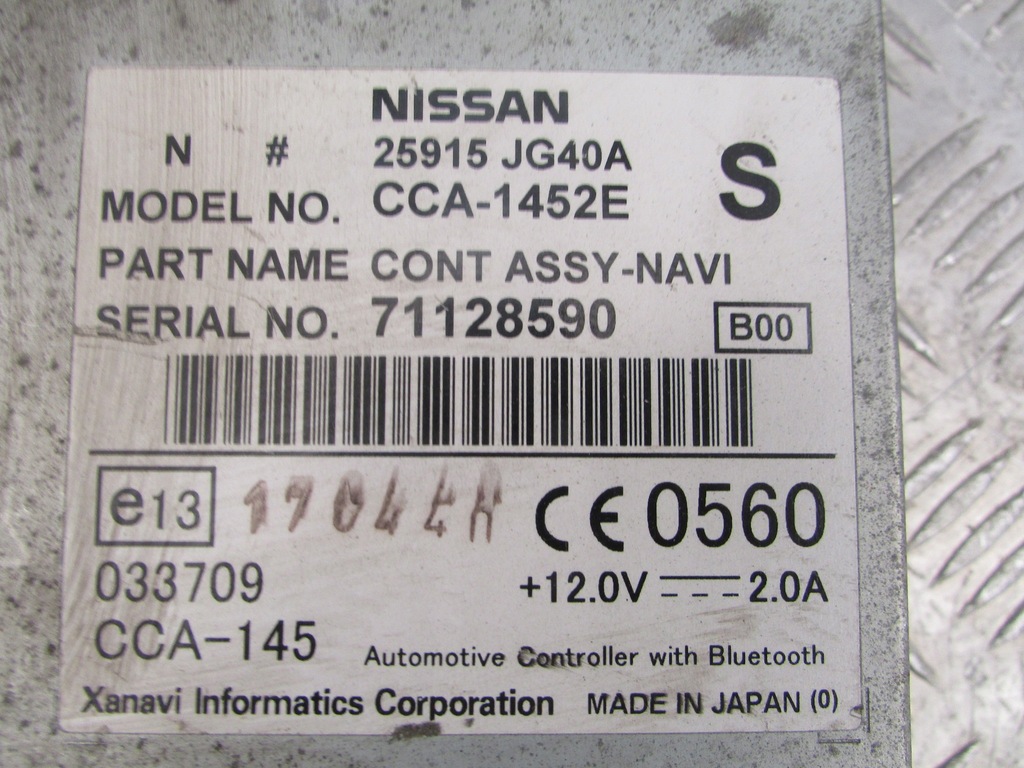 NISSAN
N # 25915 JG40A S
MODEL NO. CCA-1452E
PART NAME CONT ASSY-NAVI
SERIAL NO. 71128590 B00
e13 CE 0560
033709 +12.0V 2.0A
CCA-145
Automotive Controller with Bluetooth
Xanavi Informatics Corporation MADE IN JAPAN (0)